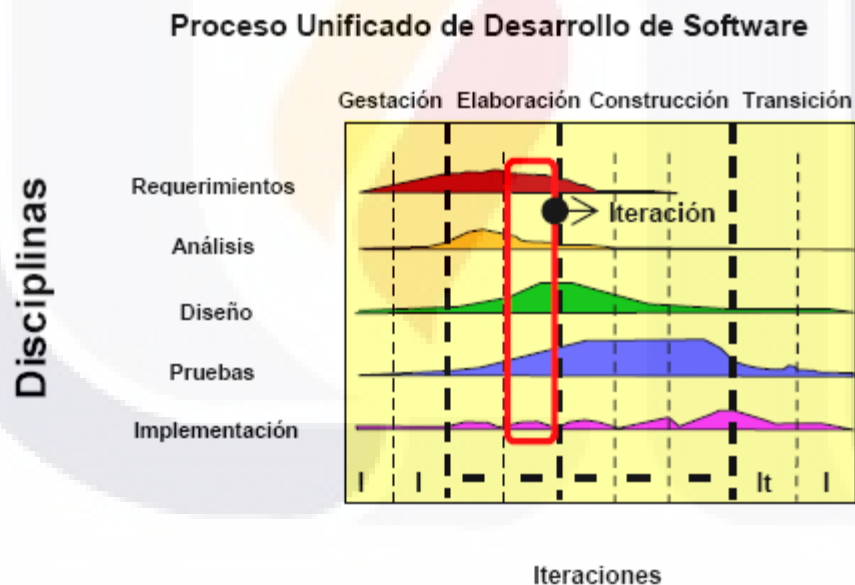 Proceso Unificado de Desarrollo de Software
Gestación Elaboración Construcción Transición
Disciplinas
Requerimientos
Iteración
Análisis
Diseño
Pruebas
Implementación
I I It I
Iteraciones